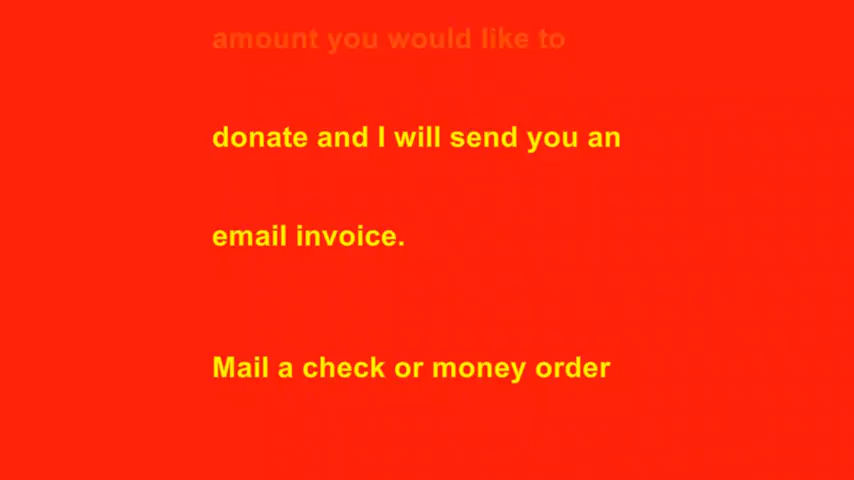 amount you would like to
donate and I will send you an
email invoice.
Mail a check or money order